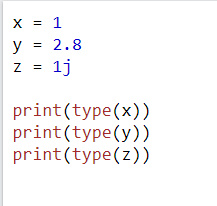 x = 1
y = 2.8
z = 1j
print(type(x))
print(type(y))
print(type(z))